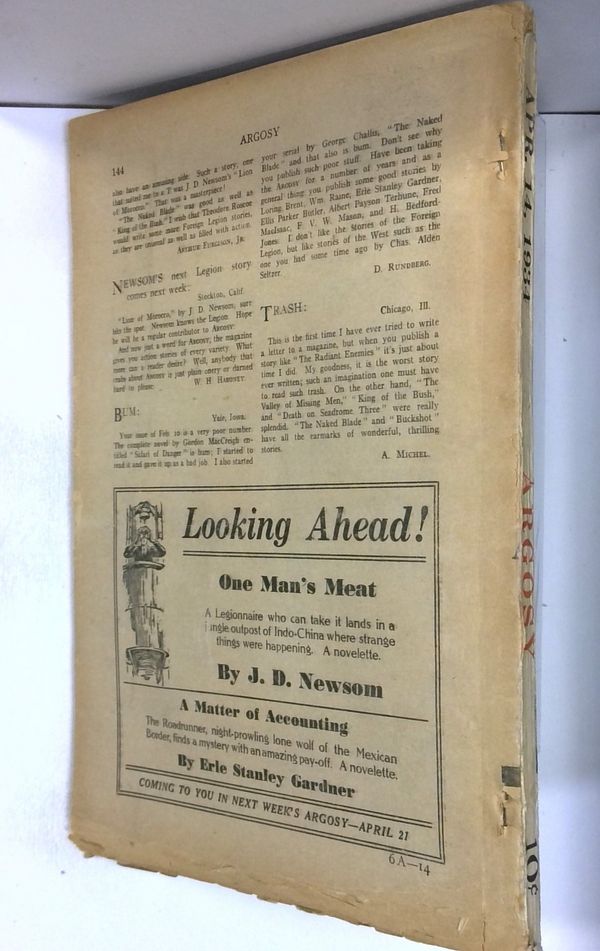 144
ARGOSY
also have an amusing side. Such a story, one
that suited me to a T was J. D. Newsom's "Lion
of Morocco." That was a masterpiece!
"The Naked Blade" was good as well as
"King of the Bush." I wish that Theodore Roscoe
would write some more Foreign Legion stories,
as they are unusual as well as filled with action.
ARTHUR FERGUSON, JR.
NEWSOM'S next Legion story
comes next week:
Stockton, Calif.
"Lion of Morocco," by J. D. Newsom, sure
hits the spot. Newsom knows the Legion. Hope
he will be a regular contributor to ARGOSY.
And now just a word for ARGOSY, the magazine
gives you action stories of every variety. What
more can a reader desire? Well, anybody that
crabs about ARGOSY is just plain ornery or darned
hard to please.
W. H.
BUM:
Yale, Iowa.
Your issue of Feb 10 is a very poor number.
The complete novel by Gordon MacCreigh en-
titled "Safari of Danger" is bum; I started to
read it and gave it up as a bad job. I also started
your serial by George Challis, "The Naked
Blade" and that also is bum. Don't see why
you publish such poor stuff. Have been taking
the ARGOSY for a number of years and as a
general thing you publish some good stories by
Loring Brent, Wm. Raine, Erle Stanley Gardner,
Ellis Parker Butler, Albert Payson Terhune, Fred
MacIsaac, F. V. W. Mason, and H. Bedford-
Jones. I don't like the Stories of the Foreign
Legion, but like stories of the West such as the
one you had some time ago by Chas. Alden
Seltzer.
D. RUNDBERG.
TRASH:
Chicago, Ill.
This is the first time I have ever tried to write
a letter to a magazine, but when you publish a
story like "The Radiant Enemies" it's just about
time I did. My goodness, it is the worst story
ever written; such an imagination one must have
to read such trash. On the other hand, "The
Valley of Missing Men," "King of the Bush,"
and "Death on Seadrome Three" were really
splendid. "The Naked Blade" and "Buckshot"
have all the earmarks of wonderful, thrilling
stories.
A. MICHEL.
Looking Ahead!
One Man's Meat
A Legionnaire who can take it lands in a
jungle outpost of Indo-China where strange
things were happening. A novelette.
By J. D. Newsom
A Matter of Accounting
The Roadrunner, night-prowling lone wolf of the Mexican
Border, finds a mystery with an amazing pay-off. A novelette.
By Erle Stanley Gardner
COMING TO YOU IN NEXT WEEK'S ARGOSY—APRIL 21
6A—14
APR. 14, 1934
ARGOSY
10¢